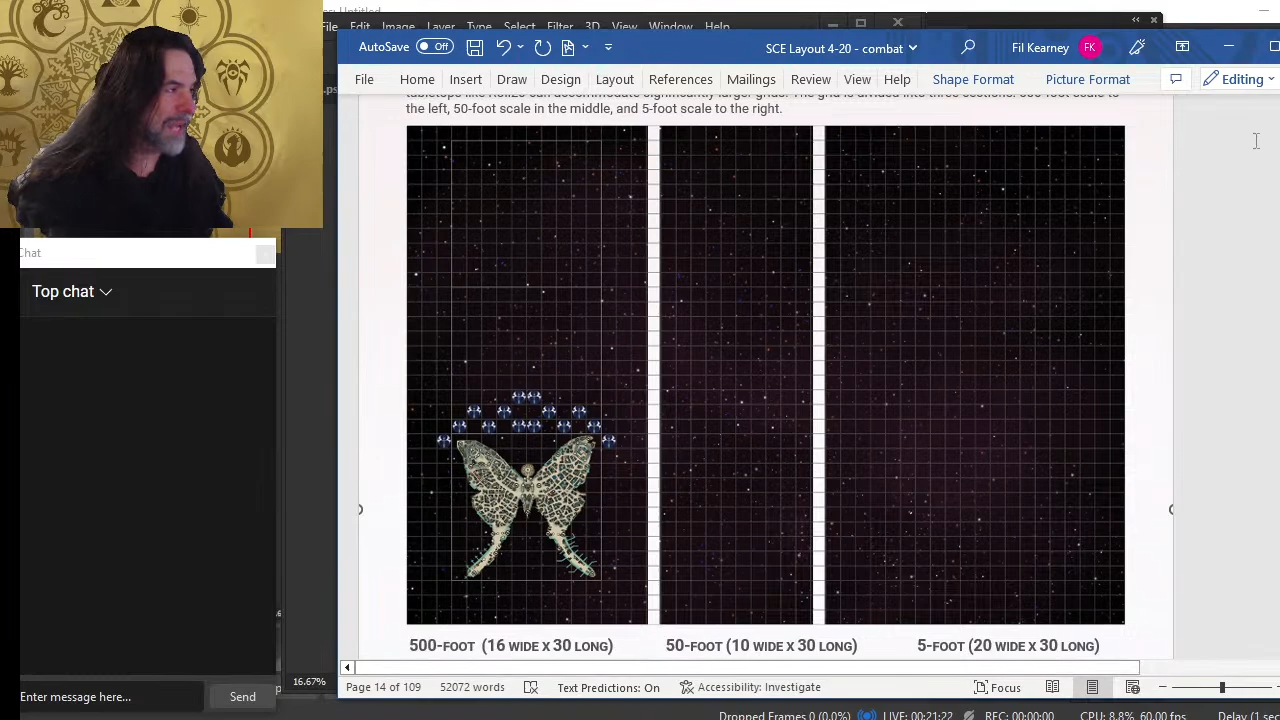 : Untitled
File Edit Image Layer Type Select Filter 3D View Window Help
AutoSave Off SCE Layout 4-20 - combat Fil Kearney FK
File Home Insert Draw Design Layout References Mailings Review View Help Shape Format Picture Format Editing
the left, 50-foot scale in the middle, and 5-foot scale to the right.
Chat
Top chat
500-FOOT (16 WIDE X 30 LONG) 50-FOOT (10 WIDE X 30 LONG) 5-FOOT (20 WIDE X 30 LONG)
Enter message here... Send
16.67%
Page 14 of 109 52072 words Text Predictions: On Accessibility: Investigate Focus
Dropped Frames 0 (0.0%) LIVE: 00:21:22 REC: 00:00:00 CPU: 8.8%, 60.00 fps Delay (1 sec